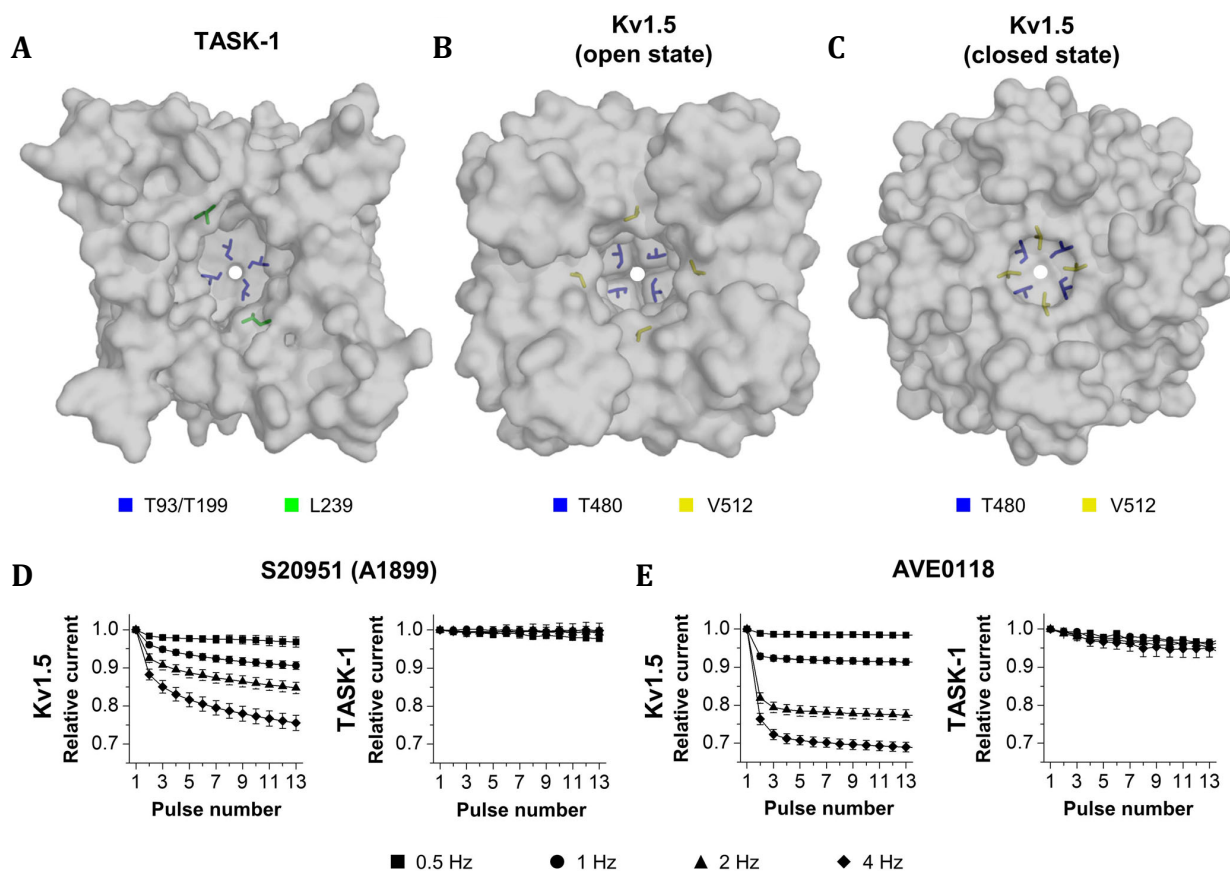 A
TASK-1
B
Kv1.5
(open state)
C
Kv1.5
(closed state)
T93/T199 L239
T480 V512
T480 V512
D
S20951 (A1899)
E
AVE0118
Kv1.5
Relative current
1.0
0.9
0.8
0.7
1 3 5 7 9 11 13
Pulse number
TASK-1
Relative current
1.0
0.9
0.8
0.7
1 3 5 7 9 11 13
Pulse number
Kv1.5
Relative current
1.0
0.9
0.8
0.7
1 3 5 7 9 11 13
Pulse number
TASK-1
Relative current
1.0
0.9
0.8
0.7
1 3 5 7 9 11 13
Pulse number
0.5 Hz 1 Hz 2 Hz 4 Hz